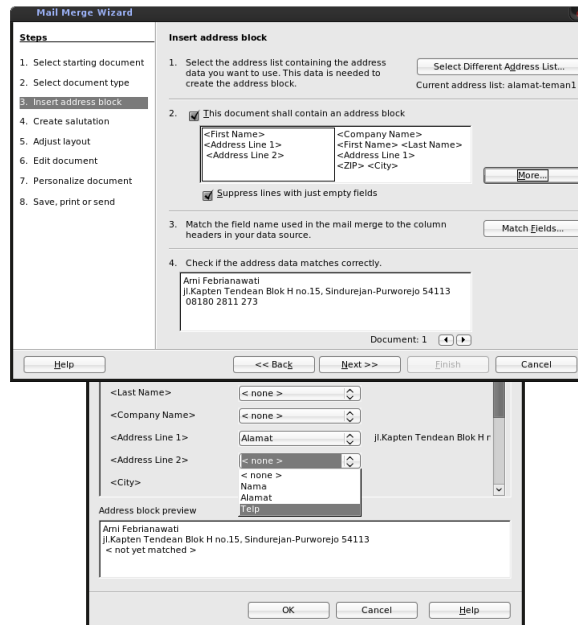 Mail Merge Wizard
Steps
1. Select starting document
2. Select document type
3. Insert address block
4. Create salutation
5. Adjust layout
6. Edit document
7. Personalize document
8. Save, print or send
Insert address block
1. Select the address list containing the address
data you want to use. This data is needed to
create the address block.
Select Different Address List...
Current address list: alamat-teman1
2. This document shall contain an address block
<First Name>
<Address Line 1>
<Address Line 2>
<Company Name>
<First Name> <Last Name>
<Address Line 1>
<ZIP> <City>
More...
Suppress lines with just empty fields
3. Match the field name used in the mail merge to the column
headers in your data source.
Match Fields...
4. Check if the address data matches correctly.
Arni Febrianawati
jl.Kapten Tendean Blok H no.15, Sindurejan-Purworejo 54113
08180 2811 273
Document: 1
Help
<< Back
Next >>
Finish
Cancel
<Last Name> < none >
<Company Name> < none >
<Address Line 1> Alamat jl.Kapten Tendean Blok H
<Address Line 2> < none >
<City>
< none >
Nama
Alamat
Telp
Address block preview
Arni Febrianawati
jl.Kapten Tendean Blok H no.15, Sindurejan-Purworejo 54113
< not yet matched >
OK
Cancel
Help